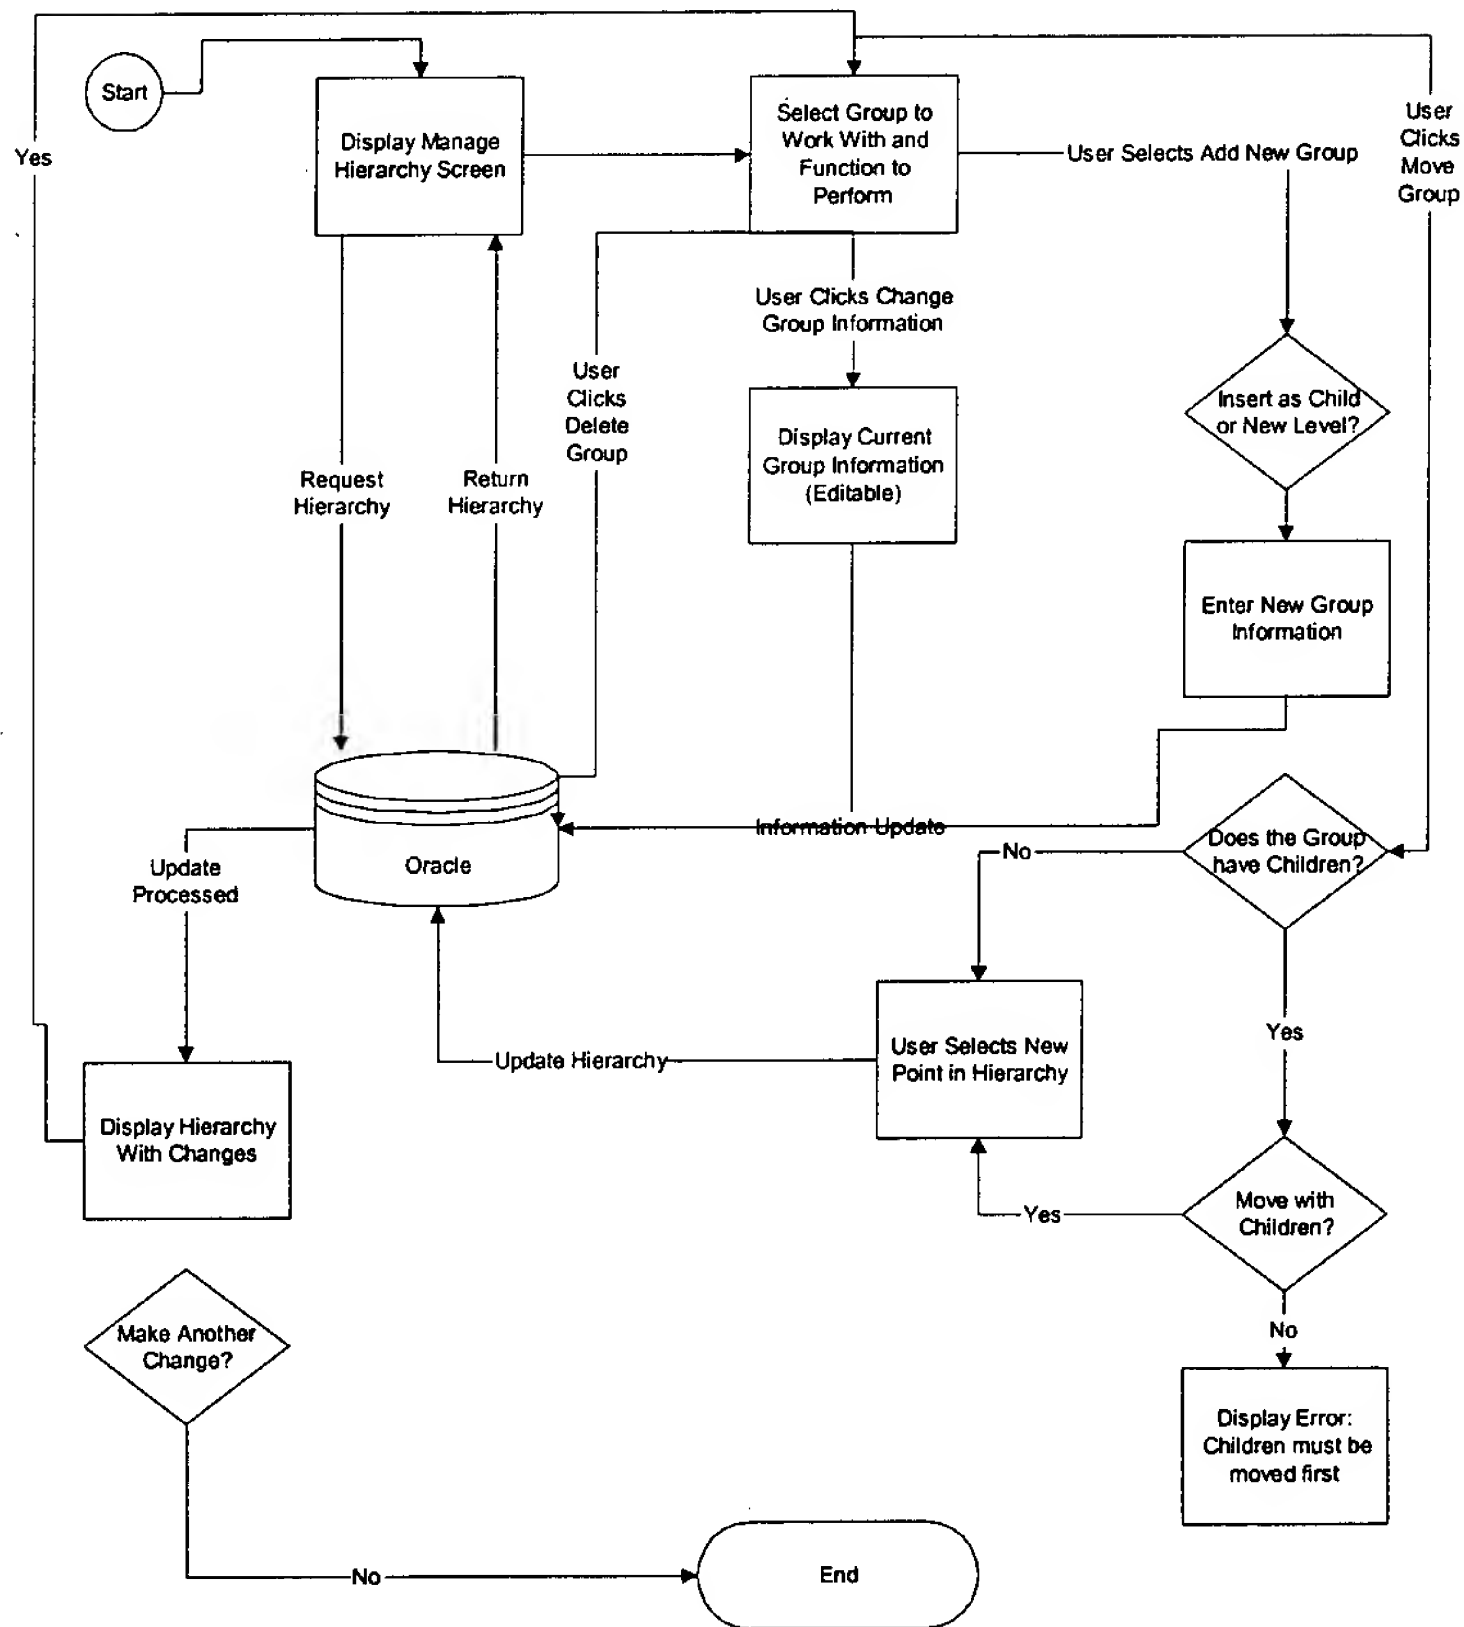 Start
Display Manage
Hierarchy Screen
Select Group to
Work With and
Function to
Perform
User Selects Add New Group
User
Clicks
Move
Group
Yes
User Clicks Change
Group Information
User
Clicks
Delete
Group
Insert as Child
or New Level?
Display Current
Group Information
(Editable)
Request
Hierarchy
Return
Hierarchy
Enter New Group
Information
Information Update
Does the Group
have Children?
No
Oracle
Update
Processed
Yes
User Selects New
Point in Hierarchy
Update Hierarchy
Display Hierarchy
With Changes
Move with
Children?
Yes
No
Make Another
Change?
Display Error:
Children must be
moved first
No
End